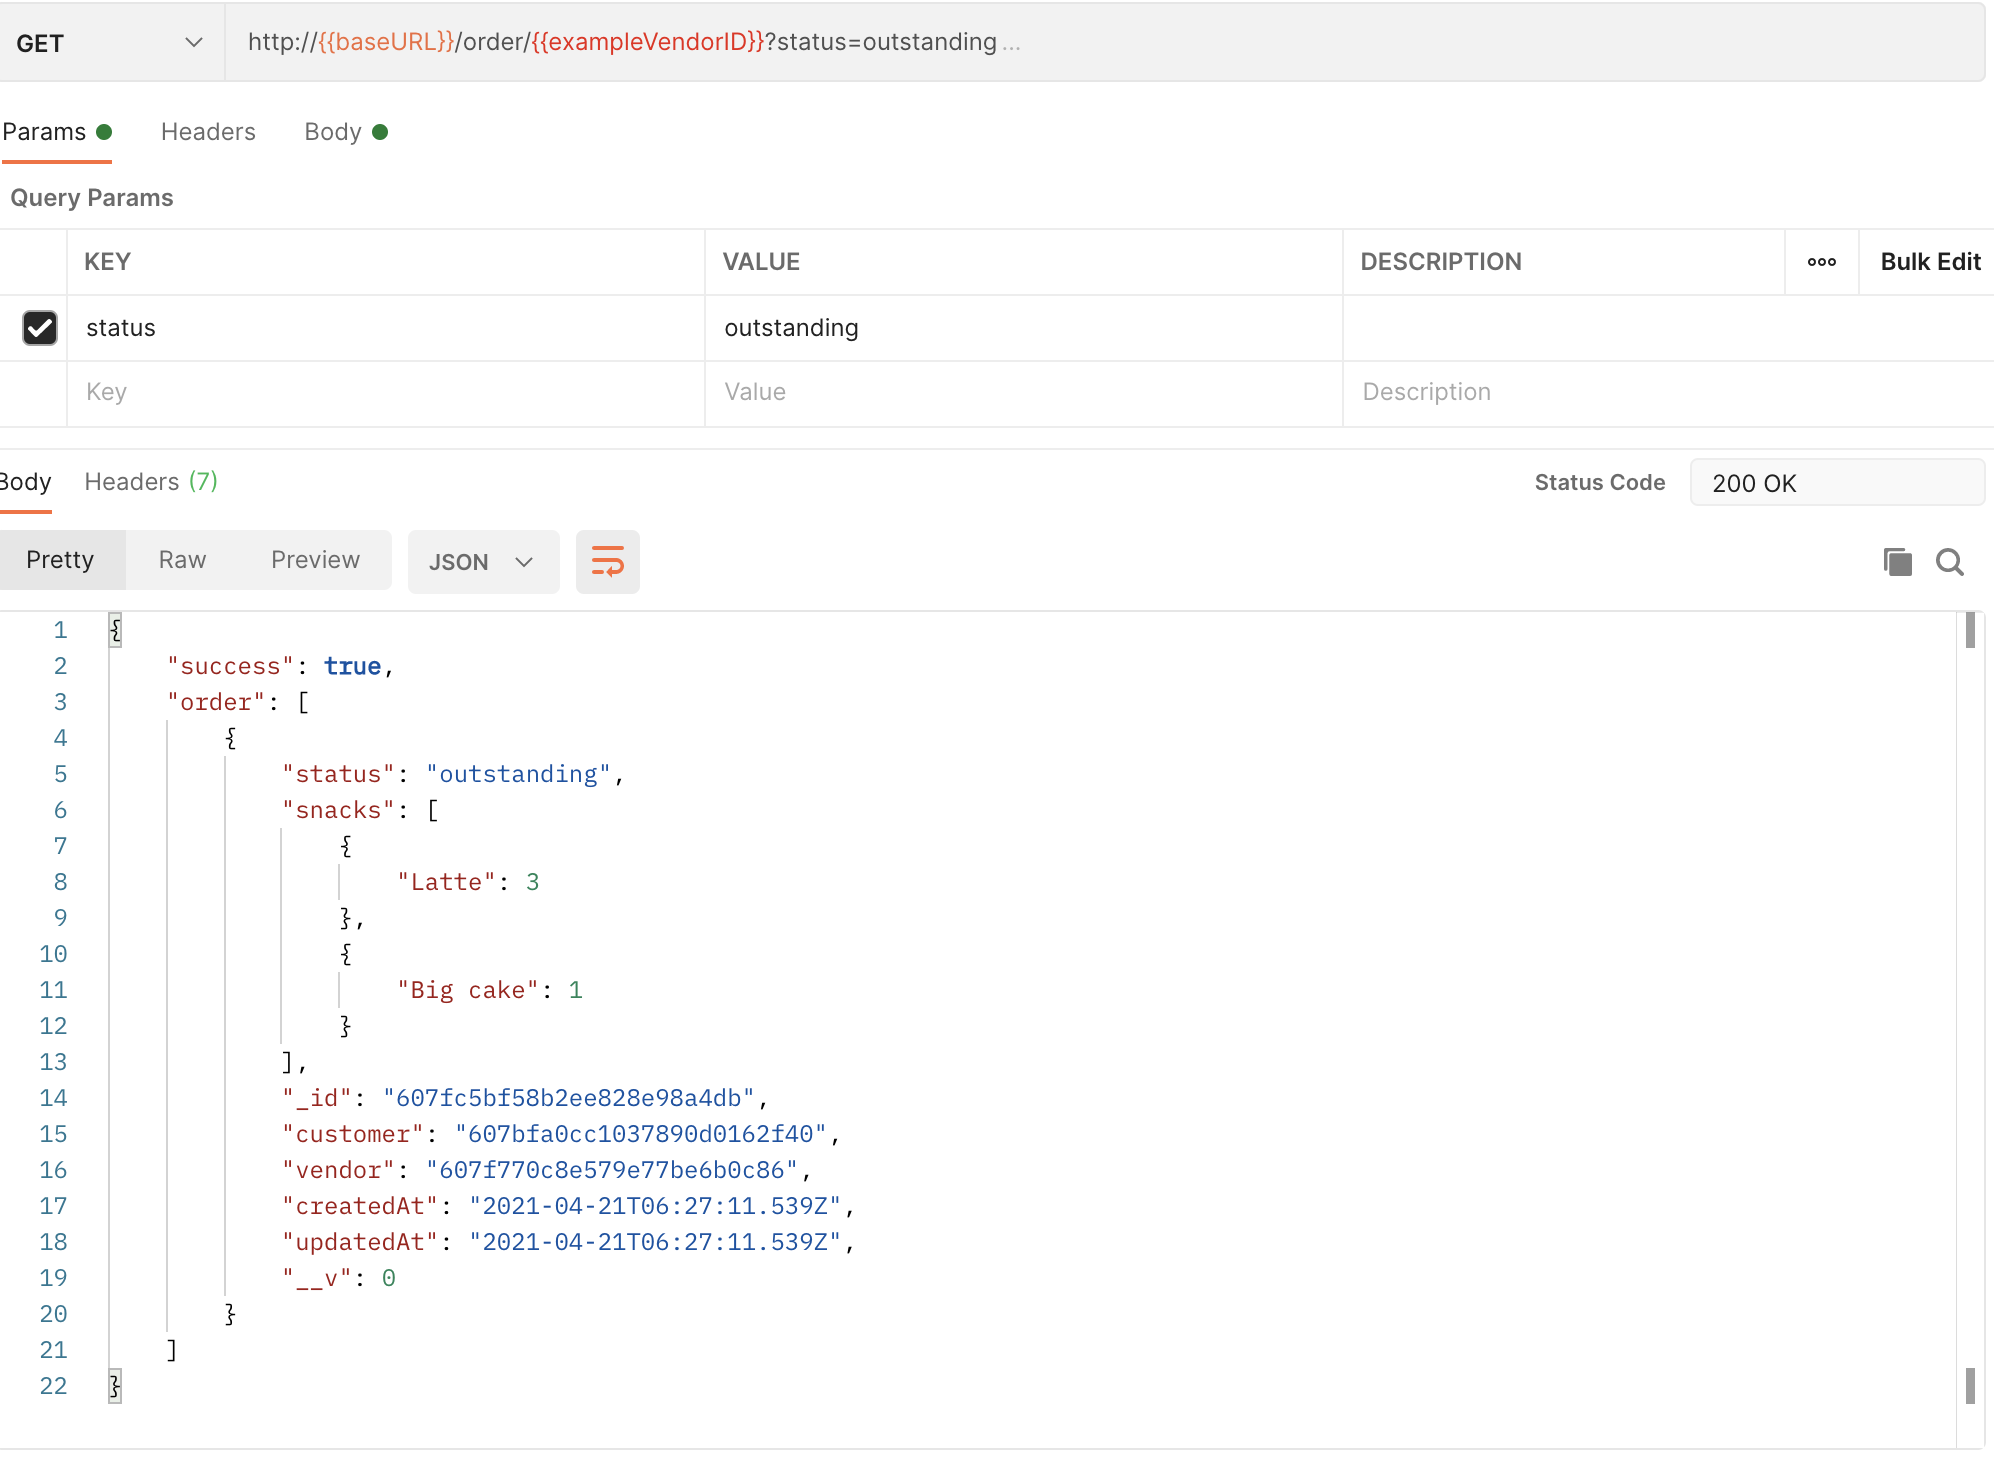 GET http://{{baseURL}}/order/{{exampleVendorID}}?status=outstanding ...
Params Headers Body
Query Params
KEY VALUE DESCRIPTION ooo Bulk Edit
status outstanding
Key Value Description
Body Headers (7) Status Code 200 OK
Pretty Raw Preview JSON
1 {
2 "success": true,
3 "order": [
4 {
5 "status": "outstanding",
6 "snacks": [
7 {
8 "Latte": 3
9 },
10 {
11 "Big cake": 1
12 }
13 ],
14 "_id": "607fc5bf58b2ee828e98a4db",
15 "customer": "607bfa0cc1037890d0162f40",
16 "vendor": "607f770c8e579e77be6b0c86",
17 "createdAt": "2021-04-21T06:27:11.539Z",
18 "updatedAt": "2021-04-21T06:27:11.539Z",
19 "__v": 0
20 }
21 ]
22 }